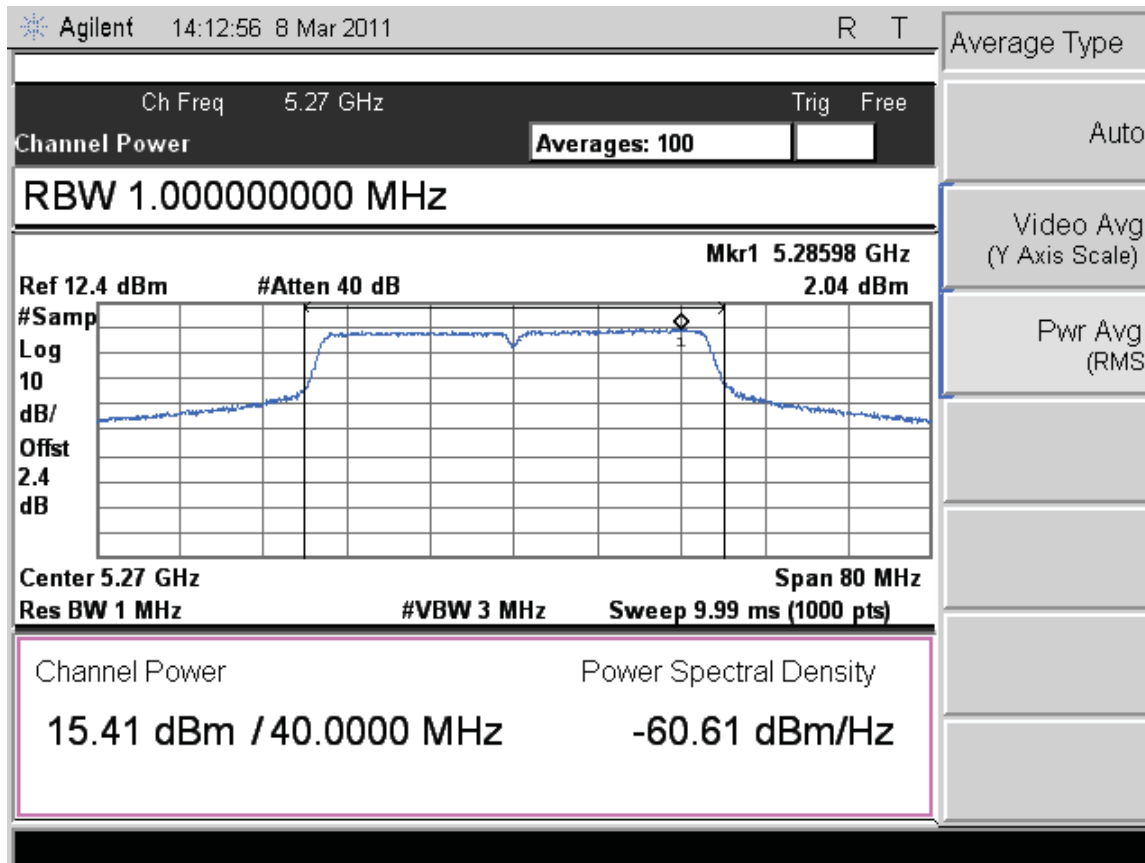 Agilent 14:12:56 8 Mar 2011 R T
Average Type
Ch Freq 5.27 GHz Trig Free
Channel Power Averages: 100
Auto
RBW 1.000000000 MHz
Video Avg
(Y Axis Scale)
Mkr1 5.28598 GHz
Ref 12.4 dBm #Atten 40 dB 2.04 dBm
#Samp
Log
10
dB/
Offst
2.4
dB
1
Pwr Avg
(RMS
Center 5.27 GHz Span 80 MHz
Res BW 1 MHz #VBW 3 MHz Sweep 9.99 ms (1000 pts)
Channel Power Power Spectral Density
15.41 dBm / 40.0000 MHz -60.61 dBm/Hz